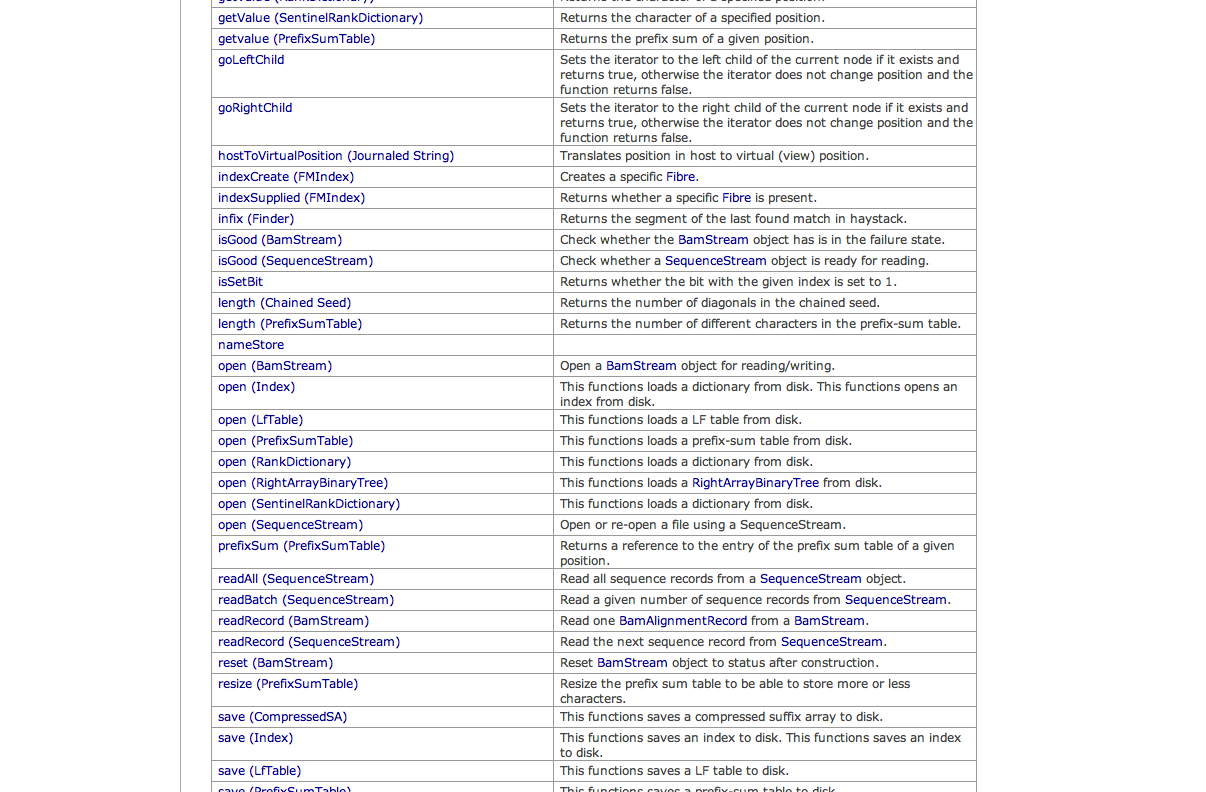 getValue (SentinelRankDictionary) Returns the character of a specified position.
getvalue (PrefixSumTable) Returns the prefix sum of a given position.
goLeftChild Sets the iterator to the left child of the current node if it exists and
returns true, otherwise the iterator does not change position and the
function returns false.
goRightChild Sets the iterator to the right child of the current node if it exists and
returns true, otherwise the iterator does not change position and the
function returns false.
hostToVirtualPosition (Journaled String) Translates position in host to virtual (view) position.
indexCreate (FMIndex) Creates a specific Fibre.
indexSupplied (FMIndex) Returns whether a specific Fibre is present.
infix (Finder) Returns the segment of the last found match in haystack.
isGood (BamStream) Check whether the BamStream object has is in the failure state.
isGood (SequenceStream) Check whether a SequenceStream object is ready for reading.
isSetBit Returns whether the bit with the given index is set to 1.
length (Chained Seed) Returns the number of diagonals in the chained seed.
length (PrefixSumTable) Returns the number of different characters in the prefix-sum table.
nameStore
open (BamStream) Open a BamStream object for reading/writing.
open (Index) This functions loads a dictionary from disk. This functions opens an
index from disk.
open (LfTable) This functions loads a LF table from disk.
open (PrefixSumTable) This functions loads a prefix-sum table from disk.
open (RankDictionary) This functions loads a dictionary from disk.
open (RightArrayBinaryTree) This functions loads a RightArrayBinaryTree from disk.
open (SentinelRankDictionary) This functions loads a dictionary from disk.
open (SequenceStream) Open or re-open a file using a SequenceStream.
prefixSum (PrefixSumTable) Returns a reference to the entry of the prefix sum table of a given
position.
readAll (SequenceStream) Read all sequence records from a SequenceStream object.
readBatch (SequenceStream) Read a given number of sequence records from SequenceStream.
readRecord (BamStream) Read one BamAlignmentRecord from a BamStream.
readRecord (SequenceStream) Read the next sequence record from SequenceStream.
reset (BamStream) Reset BamStream object to status after construction.
resize (PrefixSumTable) Resize the prefix sum table to be able to store more or less
characters.
save (CompressedSA) This functions saves a compressed suffix array to disk.
save (Index) This functions saves an index to disk. This functions saves an index
to disk.
save (LfTable) This functions saves a LF table to disk.
save (PrefixSumTable) This functions saves a prefix-sum table to disk.